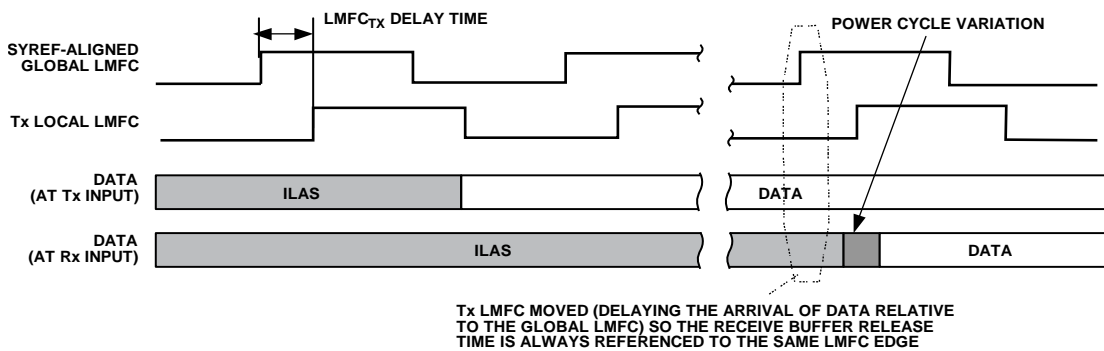 LMFCTX DELAY TIME
POWER CYCLE VARIATION
SYREF-ALIGNED
GLOBAL LMFC
Tx LOCAL LMFC
DATA
(AT Tx INPUT)
ILAS
DATA
DATA
(AT Rx INPUT)
ILAS
DATA
Tx LMFC MOVED (DELAYING THE ARRIVAL OF DATA RELATIVE
TO THE GLOBAL LMFC) SO THE RECEIVE BUFFER RELEASE
TIME IS ALWAYS REFERENCED TO THE SAME LMFC EDGE